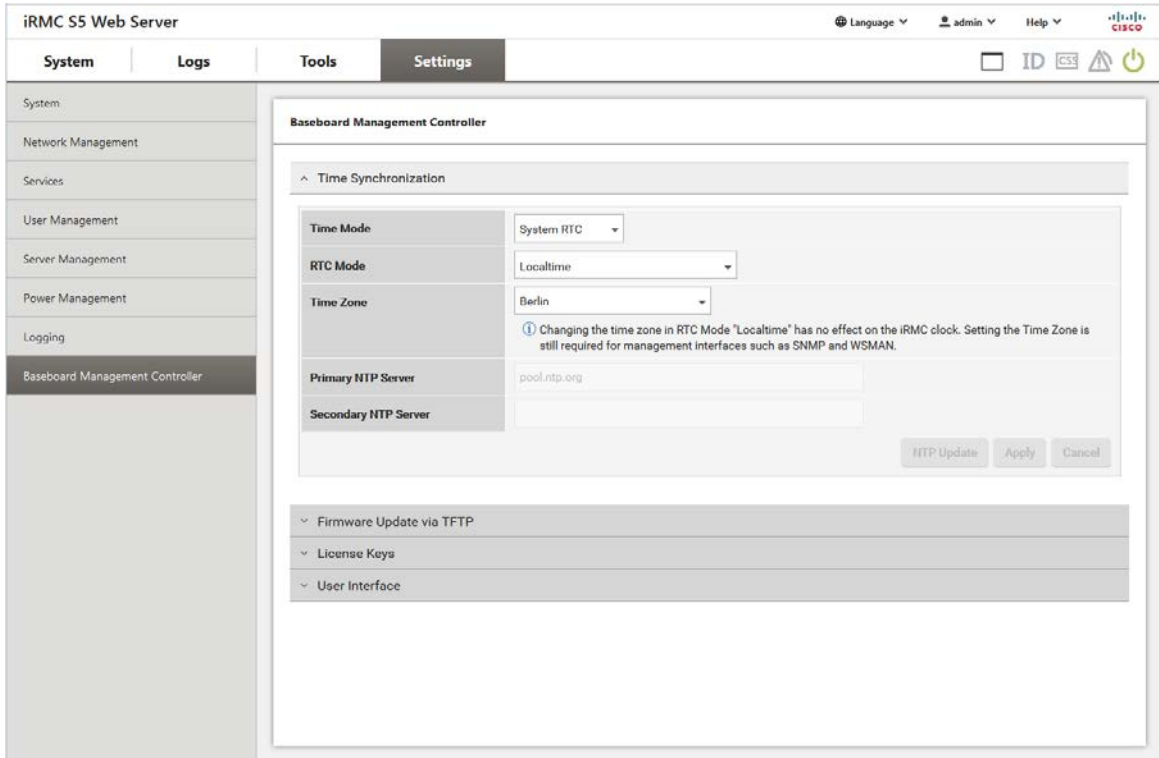 iRMC S5 Web Server
Language
admin
Help
CISCO
System
Logs
Tools
Settings
ID
CSS
System
Network Management
Services
User Management
Server Management
Power Management
Logging
Baseboard Management Controller
Baseboard Management Controller
Time Synchronization
Time Mode
System RTC
RTC Mode
Localtime
Time Zone
Berlin
Changing the time zone in RTC Mode "Localtime" has no effect on the iRMC clock. Setting the Time Zone is
still required for management interfaces such as SNMP and WSMAN.
Primary NTP Server
pool.ntp.org
Secondary NTP Server
NTP Update
Apply
Cancel
Firmware Update via TFTP
License Keys
User Interface